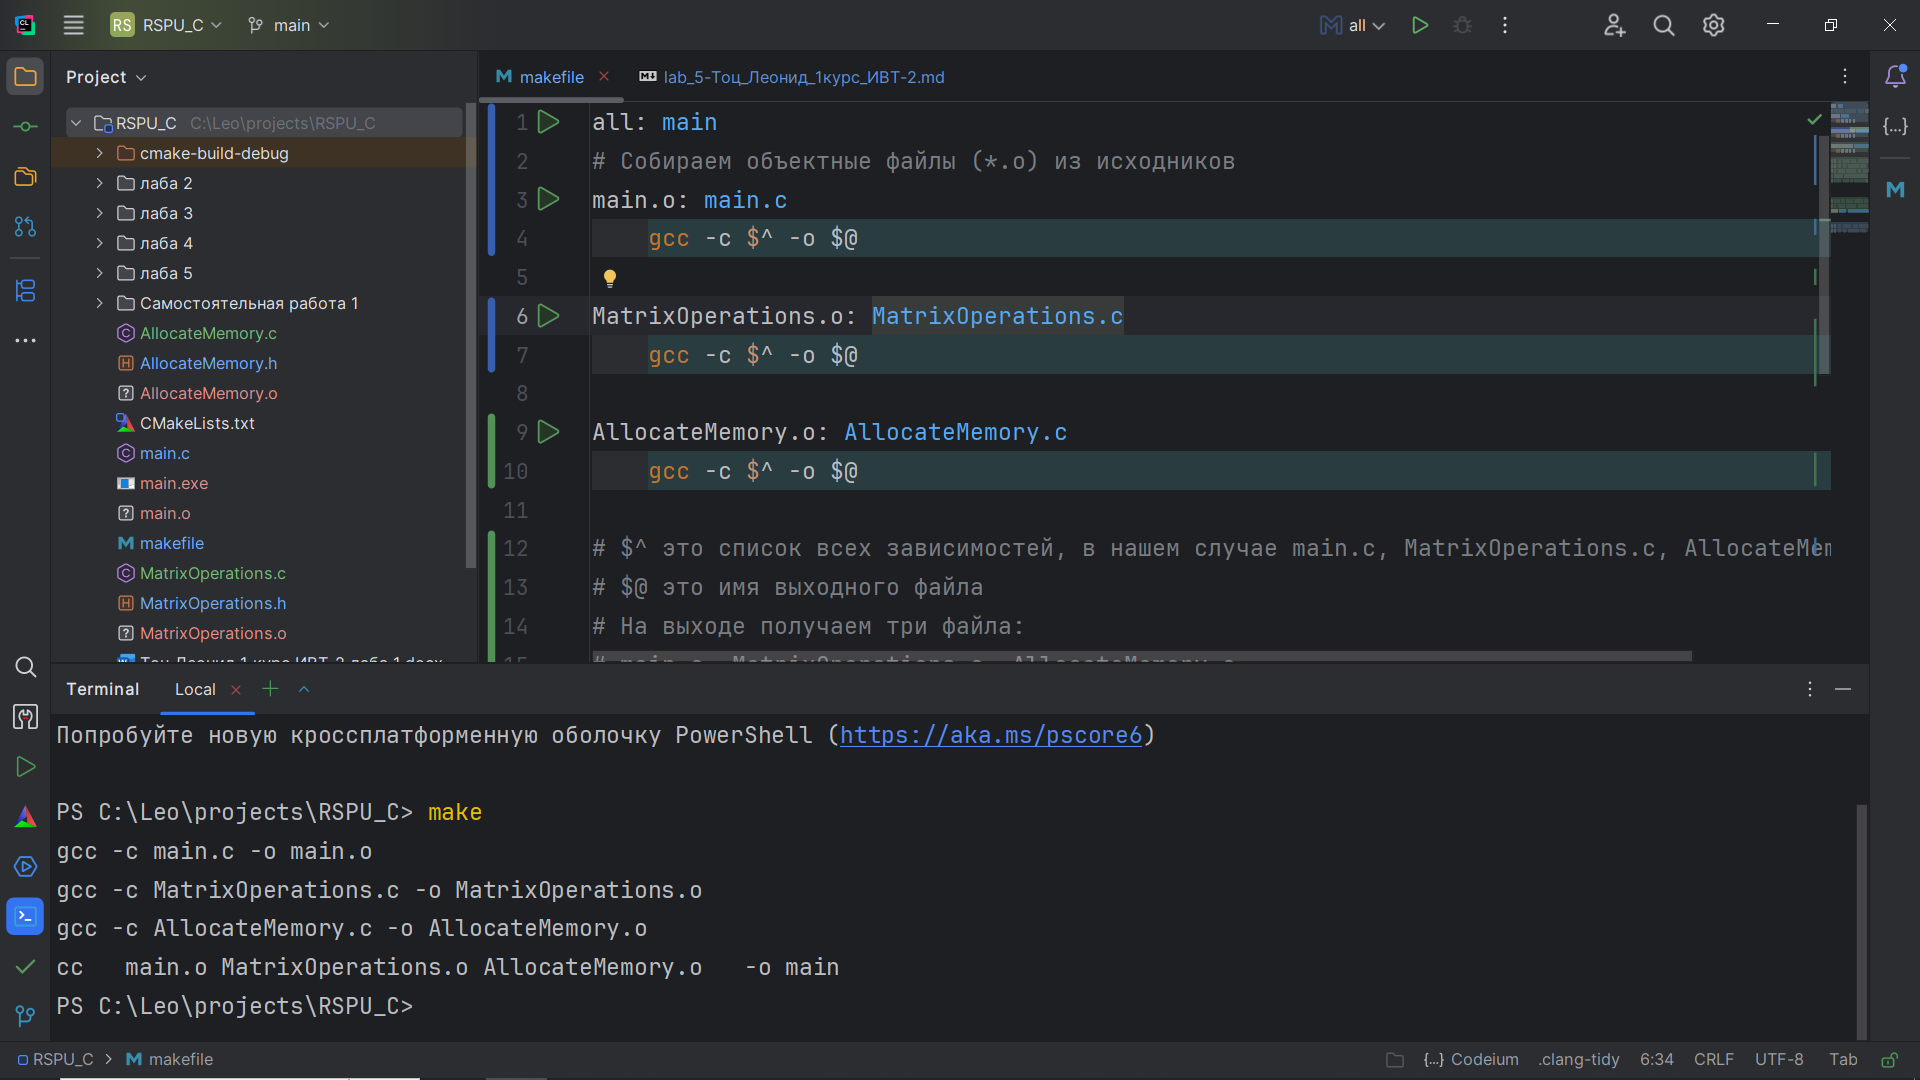 RS RSPU_C main all
Project
makefile lab_5-Тоц_Леонид_1курс_ИВТ-2.md
RSPU_C C:\Leo\projects\RSPU_C
cmake-build-debug
лаба 2
лаба 3
лаба 4
лаба 5
Самостоятельная работа 1
AllocateMemory.c
AllocateMemory.h
AllocateMemory.o
CMakeLists.txt
main.c
main.exe
main.o
makefile
MatrixOperations.c
MatrixOperations.h
MatrixOperations.o
1 all: main
2 # Собираем объектные файлы (*.o) из исходников
3 main.o: main.c
4 gcc -c $^ -o $@
5
6 MatrixOperations.o: MatrixOperations.c
7 gcc -c $^ -o $@
8
9 AllocateMemory.o: AllocateMemory.c
10 gcc -c $^ -o $@
11
12 # $^ это список всех зависимостей, в нашем случае main.c, MatrixOperations.c, AllocateMem
13 # $@ это имя выходного файла
14 # На выходе получаем три файла:
Terminal Local
Попробуйте новую кроссплатформенную оболочку PowerShell (https://aka.ms/pscore6)
PS C:\Leo\projects\RSPU_C> make
gcc -c main.c -o main.o
gcc -c MatrixOperations.c -o MatrixOperations.o
gcc -c AllocateMemory.c -o AllocateMemory.o
cc main.o MatrixOperations.o AllocateMemory.o -o main
PS C:\Leo\projects\RSPU_C>
RSPU_C > makefile {...} Codeium .clang-tidy 6:34 CRLF UTF-8 Tab